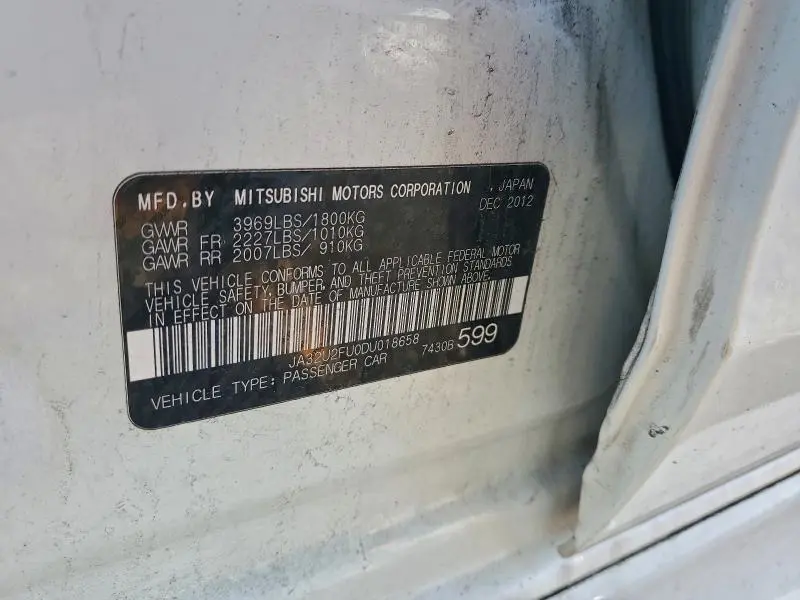 MFD.BY MITSUBISHI MOTORS CORPORATION , JAPAN
DEC 2012
GVWR 3969LBS/1800KG
GAWR FR 2227LBS/1010KG
GAWR RR 2007LBS/ 910KG
THIS VEHICLE CONFORMS TO ALL APPLICABLE FEDERAL MOTOR
VEHICLE SAFETY, BUMPER, AND THEFT PREVENTION STANDARDS
IN EFFECT ON THE DATE OF MANUFACTURE SHOWN ABOVE.
JA32U2FU0DU018658 7430B 599
VEHICLE TYPE: PASSENGER CAR